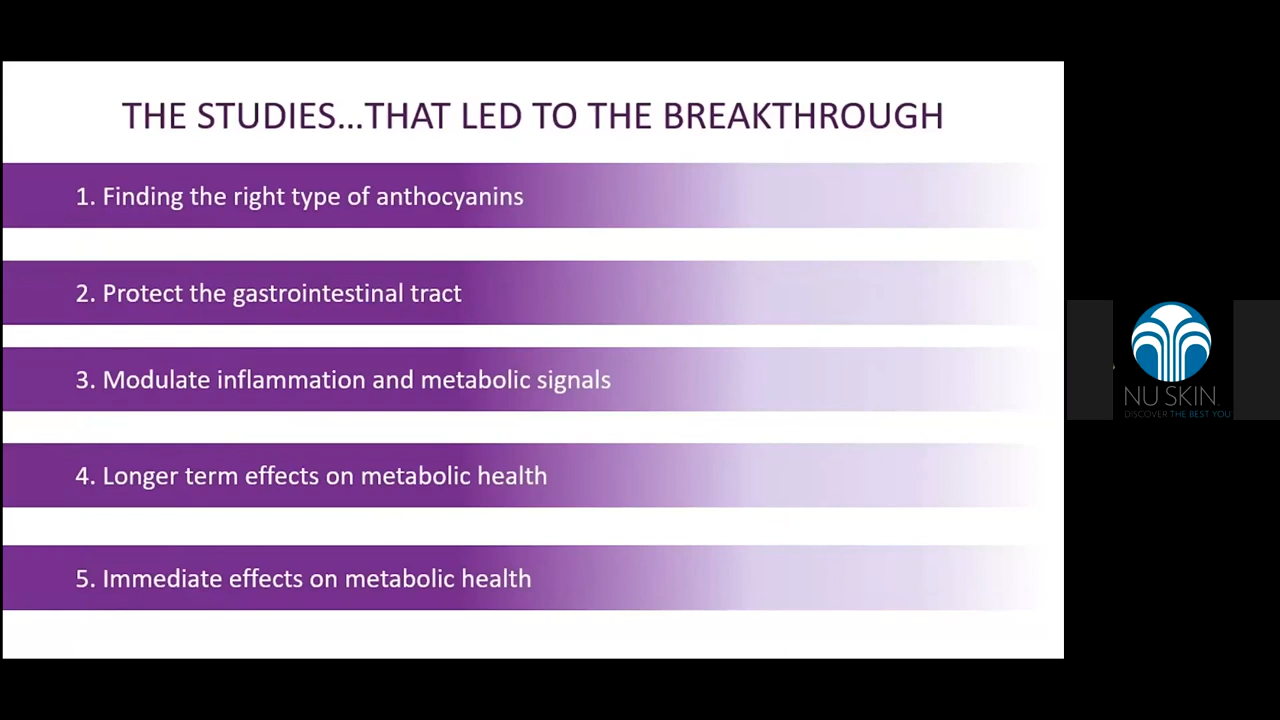 THE STUDIES...THAT LED TO THE BREAKTHROUGH
1. Finding the right type of anthocyanins
2. Protect the gastrointestinal tract
3. Modulate inflammation and metabolic signals
4. Longer term effects on metabolic health
5. Immediate effects on metabolic health
NU SKIN.
DISCOVER THE BEST YOU